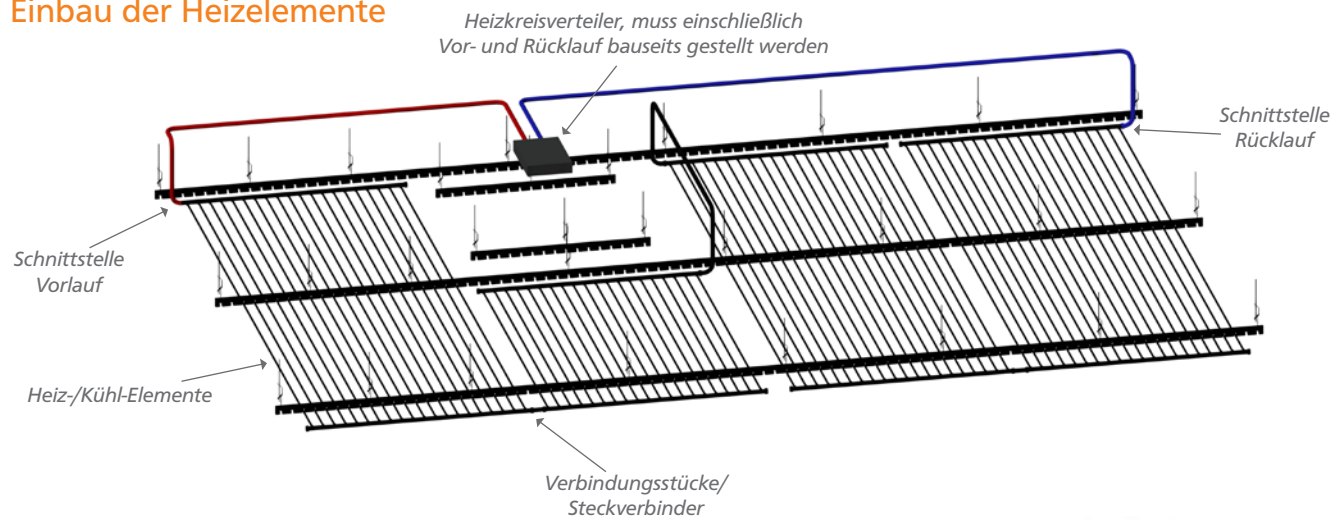 Einbau der Heizelemente
Heizkreisverteiler, muss einschließlich
Vor- und Rücklauf bauseits gestellt werden
Schnittstelle
Rücklauf
Schnittstelle
Vorlauf
Heiz-/Kühl-Elemente
Verbindungsstücke/
Steckverbinder